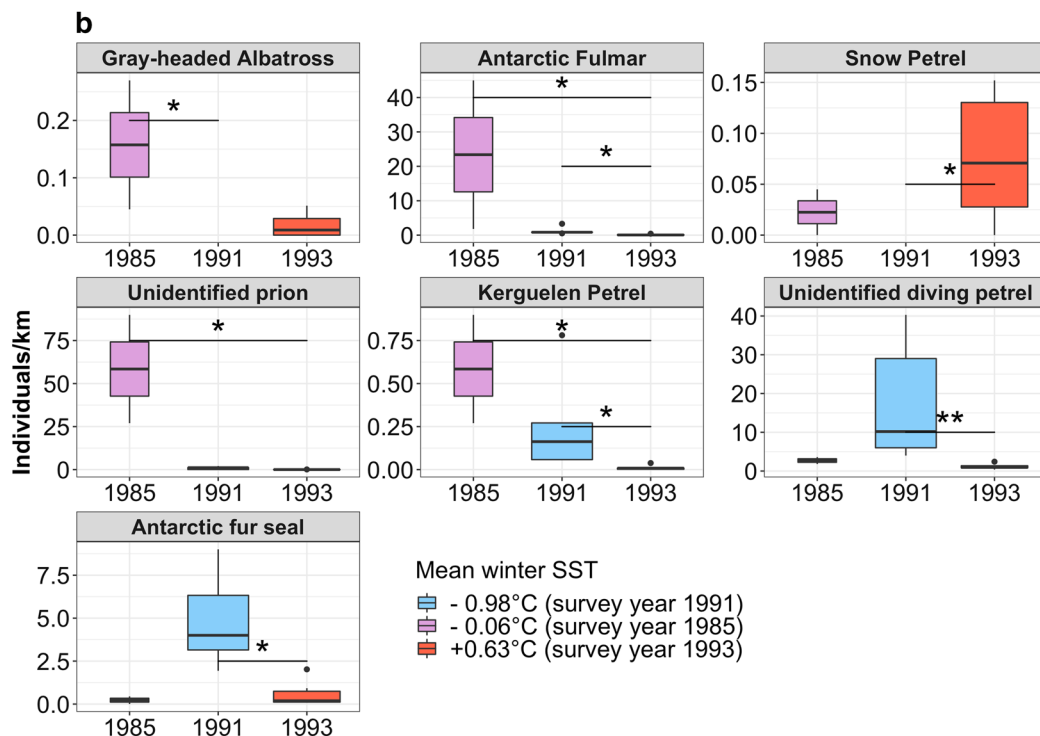 b
Gray-headed Albatross
Antarctic Fulmar
Snow Petrel
0.2
0.1
0.0
*
1985 1991 1993
40
30
20
10
0
*
*
1985 1991 1993
0.15
0.10
0.05
0.00
*
1985 1991 1993
Individuals/km
Unidentified prion
Kerguelen Petrel
Unidentified diving petrel
75
50
25
0
*
1985 1991 1993
0.75
0.50
0.25
0.00
*
*
1985 1991 1993
40
30
20
10
0
**
1985 1991 1993
Antarctic fur seal
7.5
5.0
2.5
0.0
*
1985 1991 1993
Mean winter SST
- 0.98°C (survey year 1991)
- 0.06°C (survey year 1985)
+0.63°C (survey year 1993)